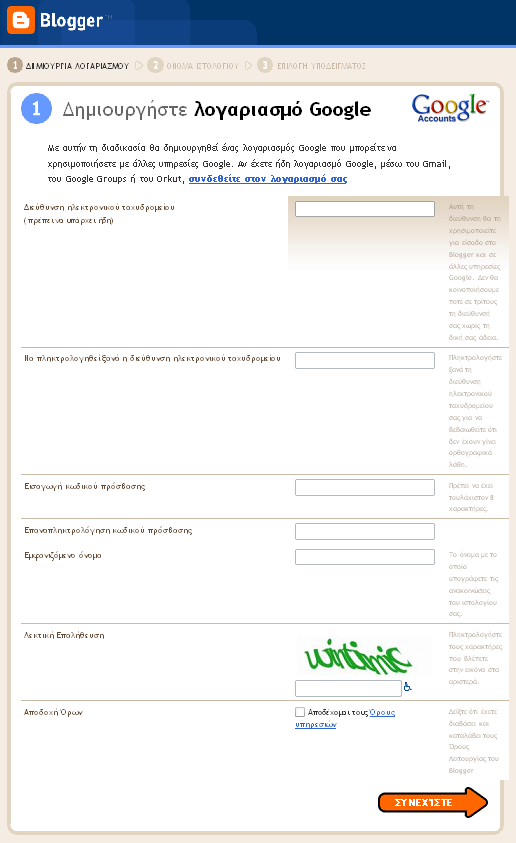 Blogger™
1 ΔΗΜΙΟΥΡΓΙΑ ΛΟΓΑΡΙΑΣΜΟΥ 2 ΟΝΟΜΑ ΙΣΤΟΛΟΓΙΟΥ 3 ΕΠΙΛΟΓΗ ΥΠΟΔΕΙΓΜΑΤΟΣ
1 Δημιουργήστε λογαριασμό Google
Google™
Accounts
Με αυτήν τη διαδικασία θα δημιουργηθεί ένας λογαριασμός Google που μπορείτε να
χρησιμοποιήσετε με άλλες υπηρεσίες Google. Αν έχετε ήδη λογαριασμό Google, μέσω του Gmail,
του Google Groups ή του Orkut, συνδεθείτε στον λογαριασμό σας
Διεύθυνση ηλεκτρονικού ταχυδρομείου
(πρέπει να υπάρχει ήδη)
Αυτή τη
διεύθυνση θα τη
χρησιμοποιείτε
για είσοδο στο
Blogger και σε
άλλες υπηρεσίες
Google. Δεν θα
κοινοποιήσουμε
ποτέ σε τρίτους
τη διεύθυνσή
σας χωρίς τη
δική σας άδεια.
Να πληκτρολογηθεί ξανά η διεύθυνση ηλεκτρονικού ταχυδρομείου
Πληκτρολογήστε
ξανά τη
διεύθυνση
ηλεκτρονικού
ταχυδρομείου
σας για να
βεβαιωθείτε ότι
δεν έχουν γίνει
ορθογραφικά
λάθη.
Εισαγωγή κωδικού πρόσβασης
Πρέπει να έχει
τουλάχιστον 8
χαρακτήρες.
Επαναπληκτρολόγηση κωδικού πρόσβασης
Εμφανιζόμενο όνομα
Το όνομα με το
οποίο
υπογράφετε τις
ανακοινώσεις
του ιστολογίου
σας.
Λεκτική Επαλήθευση
wintimic
Πληκτρολογήστε
τους χαρακτήρες
που βλέπετε
στην εικόνα στα
αριστερά.
Αποδοχή Όρων
Αποδέχομαι τους Όρους
υπηρεσιών
Δείξτε ότι έχετε
διαβάσει και
καταλάβει τους
Όρους
Λειτουργίας του
Blogger
ΣΥΝΕΧΊΣΤΕ